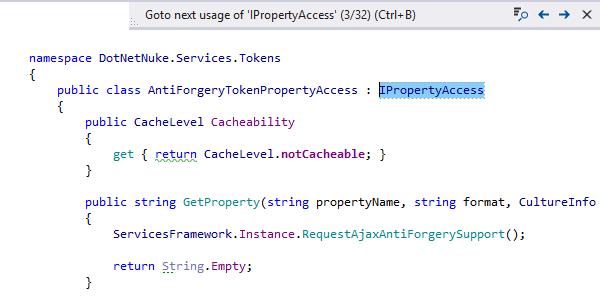 Goto next usage of 'IPropertyAccess' (3/32) (Ctrl+B)
namespace DotNetNuke.Services.Tokens
{
    public class AntiForgeryTokenPropertyAccess : IPropertyAccess
    {
        public CacheLevel Cacheability
        {
            get { return CacheLevel.notCacheable; }
        }

        public string GetProperty(string propertyName, string format, CultureInfo
        {
            ServicesFramework.Instance.RequestAjaxAntiForgerySupport();

            return String.Empty;
        }